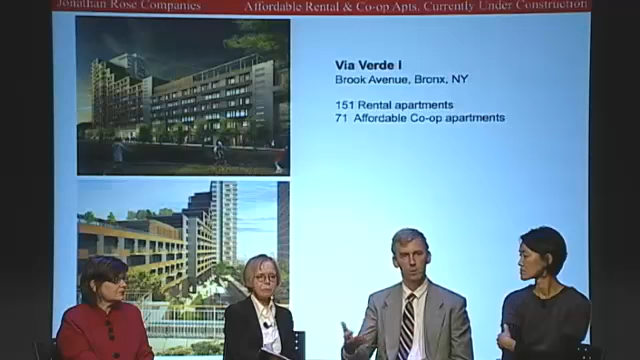 Jonathan Rose Companies Affordable Rental & Co-op Apts. Currently Under Construction
Via Verde I
Brook Avenue, Bronx, NY
151 Rental apartments
71 Affordable Co-op apartments